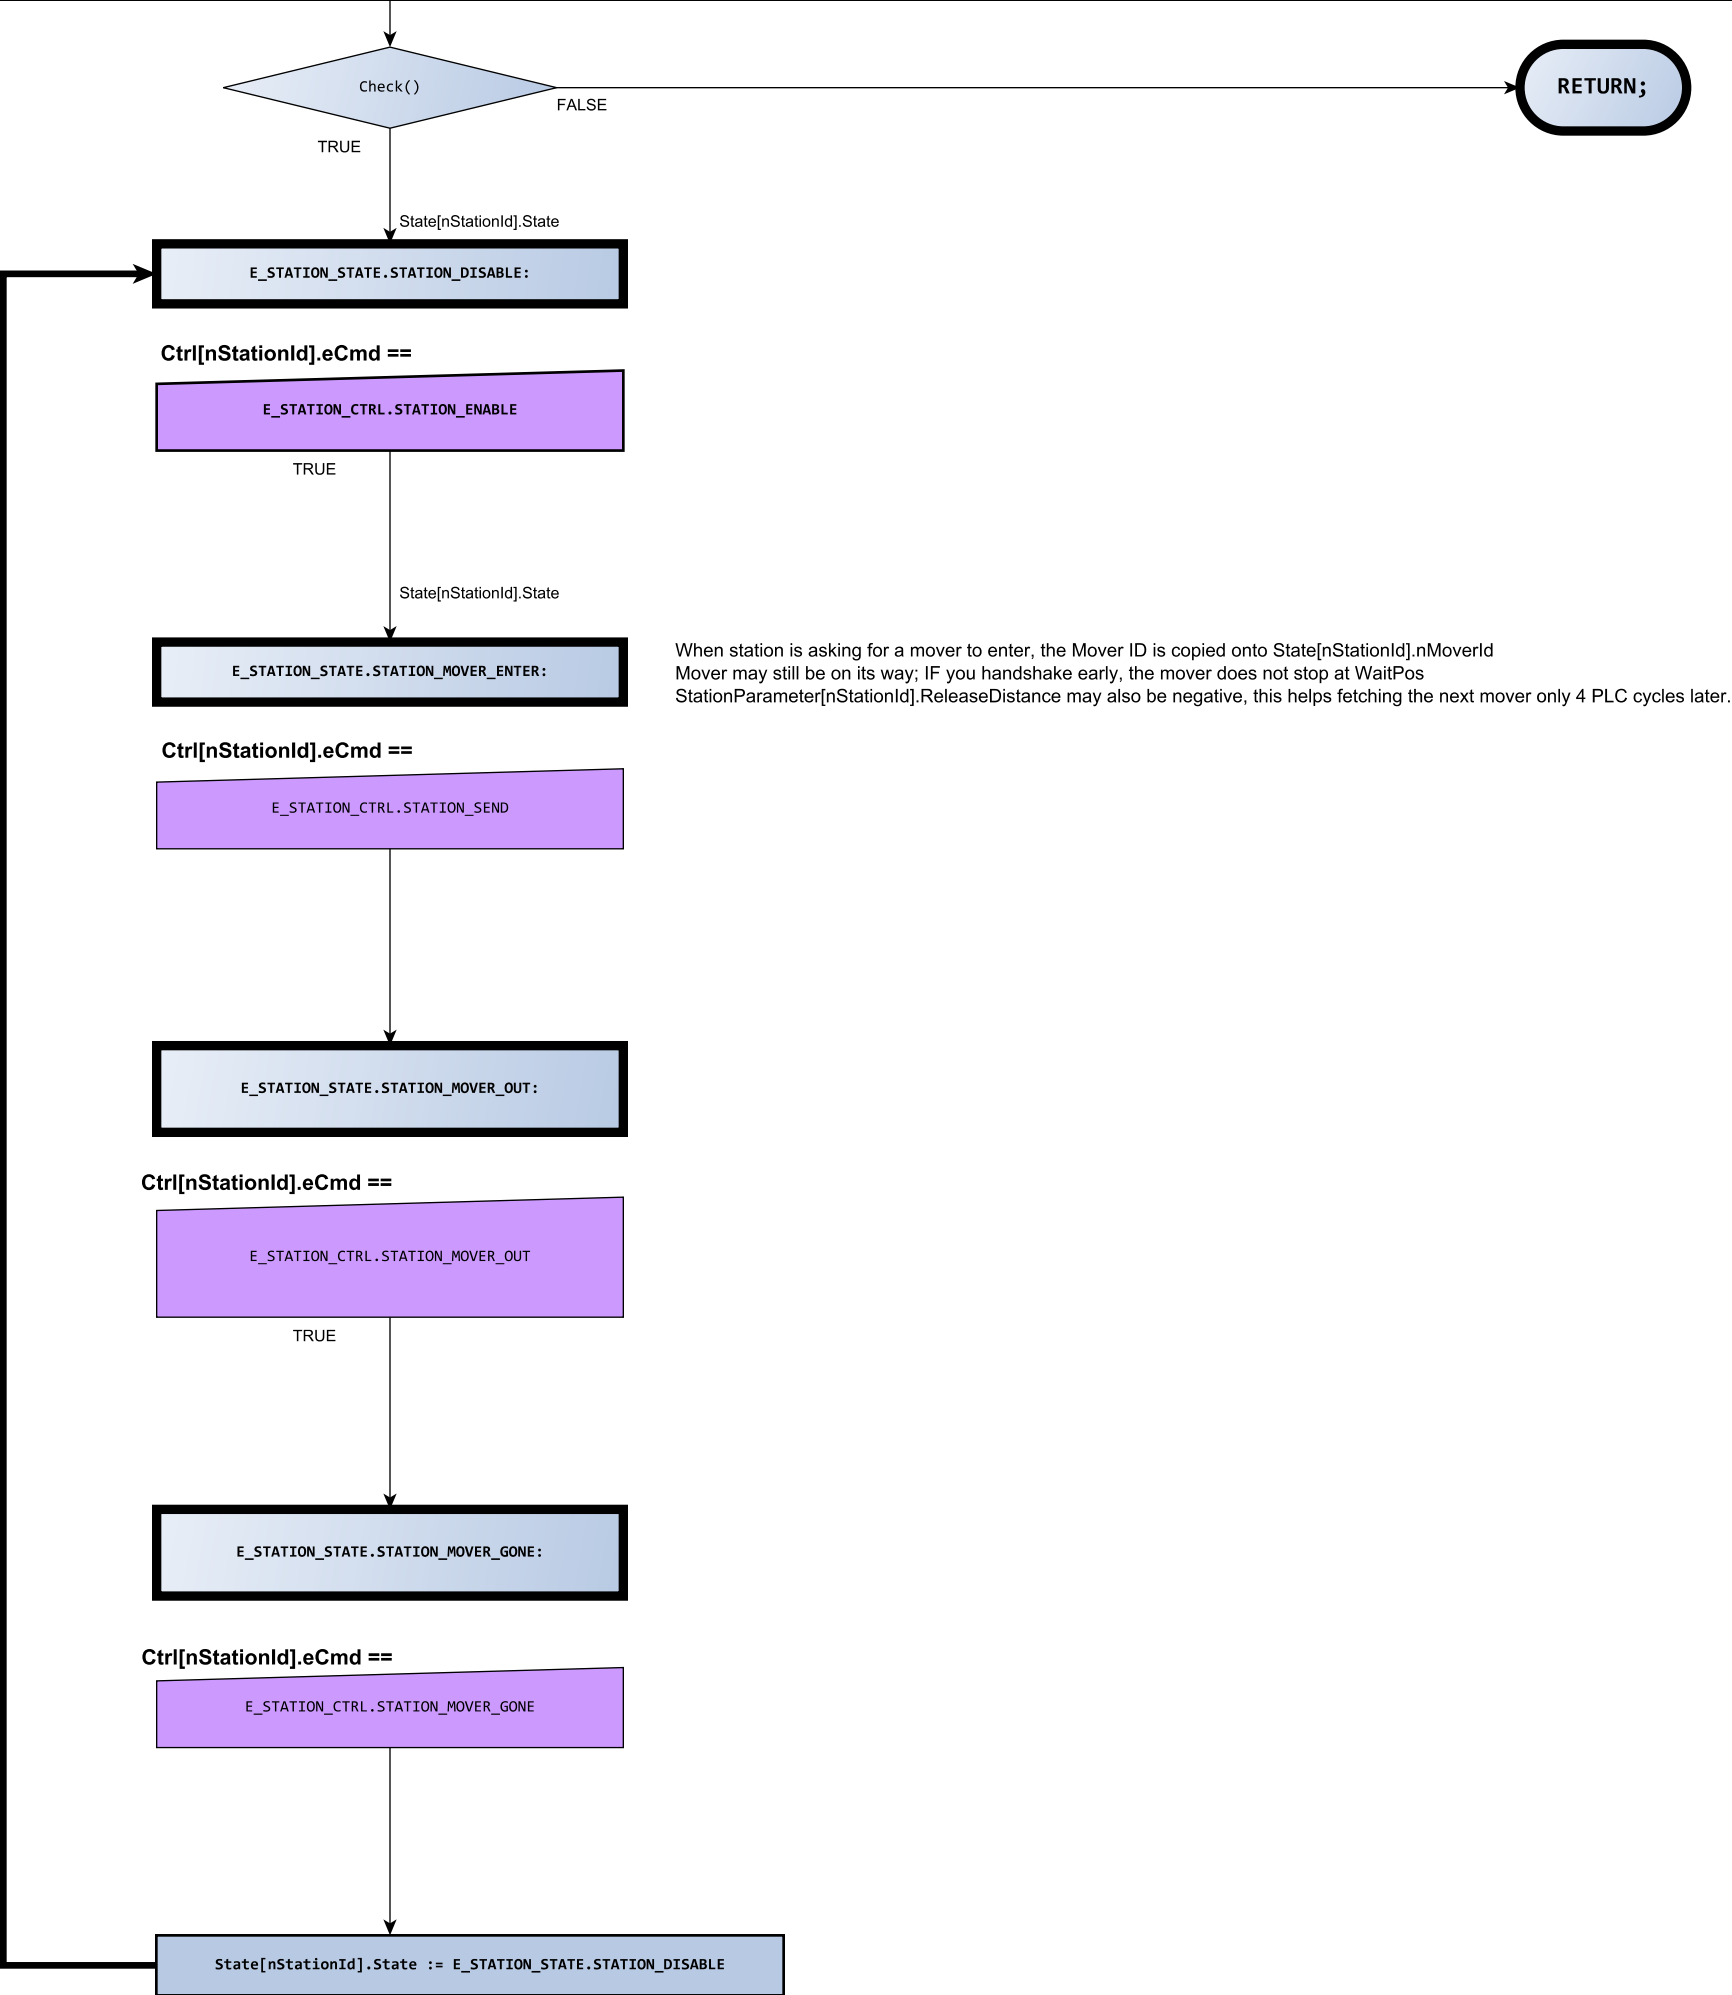 Check()
RETURN;
FALSE
TRUE
State[nStationId].State
E_STATION_STATE.STATION_DISABLE:
Ctrl[nStationId].eCmd ==
E_STATION_CTRL.STATION_ENABLE
TRUE
State[nStationId].State
E_STATION_STATE.STATION_MOVER_ENTER:
When station is asking for a mover to enter, the Mover ID is copied onto State[nStationId].nMoverId
Mover may still be on its way; IF you handshake early, the mover does not stop at WaitPos
StationParameter[nStationId].ReleaseDistance may also be negative, this helps fetching the next mover only 4 PLC cycles later.
Ctrl[nStationId].eCmd ==
E_STATION_CTRL.STATION_SEND
E_STATION_STATE.STATION_MOVER_OUT:
Ctrl[nStationId].eCmd ==
E_STATION_CTRL.STATION_MOVER_OUT
TRUE
E_STATION_STATE.STATION_MOVER_GONE:
Ctrl[nStationId].eCmd ==
E_STATION_CTRL.STATION_MOVER_GONE
State[nStationId].State := E_STATION_STATE.STATION_DISABLE